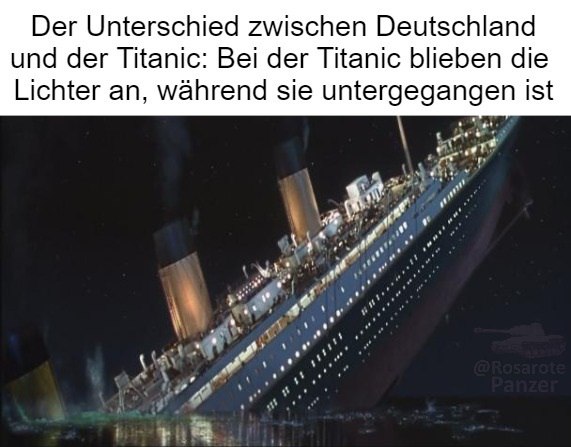 Der Unterschied zwischen Deutschland
und der Titanic: Bei der Titanic blieben die
Lichter an, während sie untergegangen ist
@Rosarote
Panzer